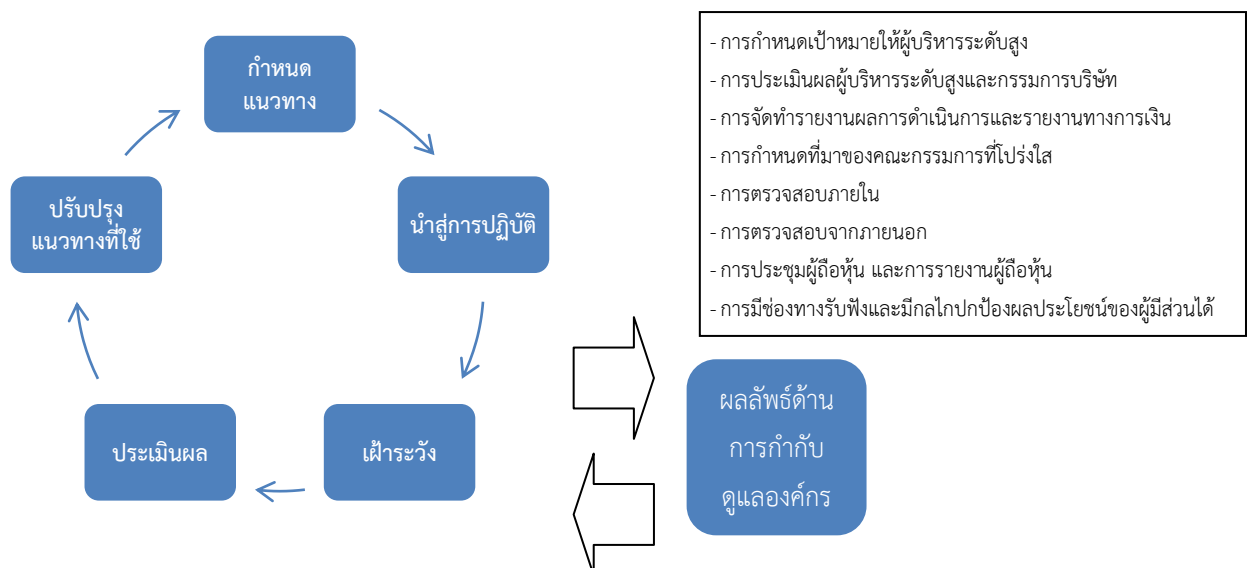 กำหนด
แนวทาง
นำสู่การปฏิบัติ
เฝ้าระวัง
ประเมินผล
ปรับปรุง
แนวทางที่ใช้
- การกำหนดเป้าหมายให้ผู้บริหารระดับสูง
- การประเมินผลผู้บริหารระดับสูงและกรรมการบริษัท
- การจัดทำรายงานผลการดำเนินการและรายงานทางการเงิน
- การกำหนดที่มาของคณะกรรมการที่โปร่งใส
- การตรวจสอบภายใน
- การตรวจสอบจากภายนอก
- การประชุมผู้ถือหุ้น และการรายงานผู้ถือหุ้น
- การมีช่องทางรับฟังและมีกลไกปกป้องผลประโยชน์ของผู้มีส่วนได้
ผลลัพธ์ด้าน
การกำกับ
ดูแลองค์กร